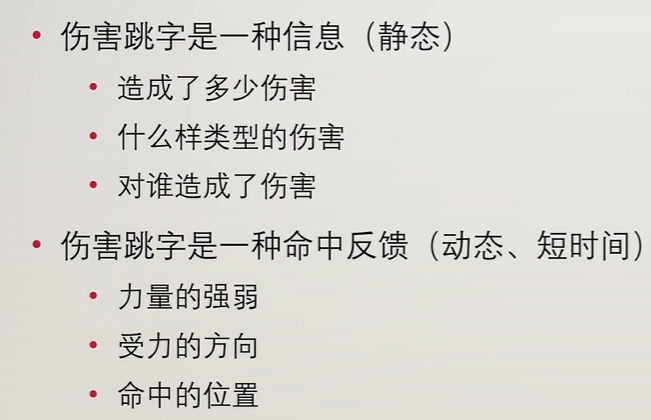 • 伤害跳字是一种信息（静态）
• 造成了多少伤害
• 什么样类型的伤害
• 对谁造成了伤害
• 伤害跳字是一种命中反馈（动态、短时间）
• 力量的强弱
• 受力的方向
• 命中的位置